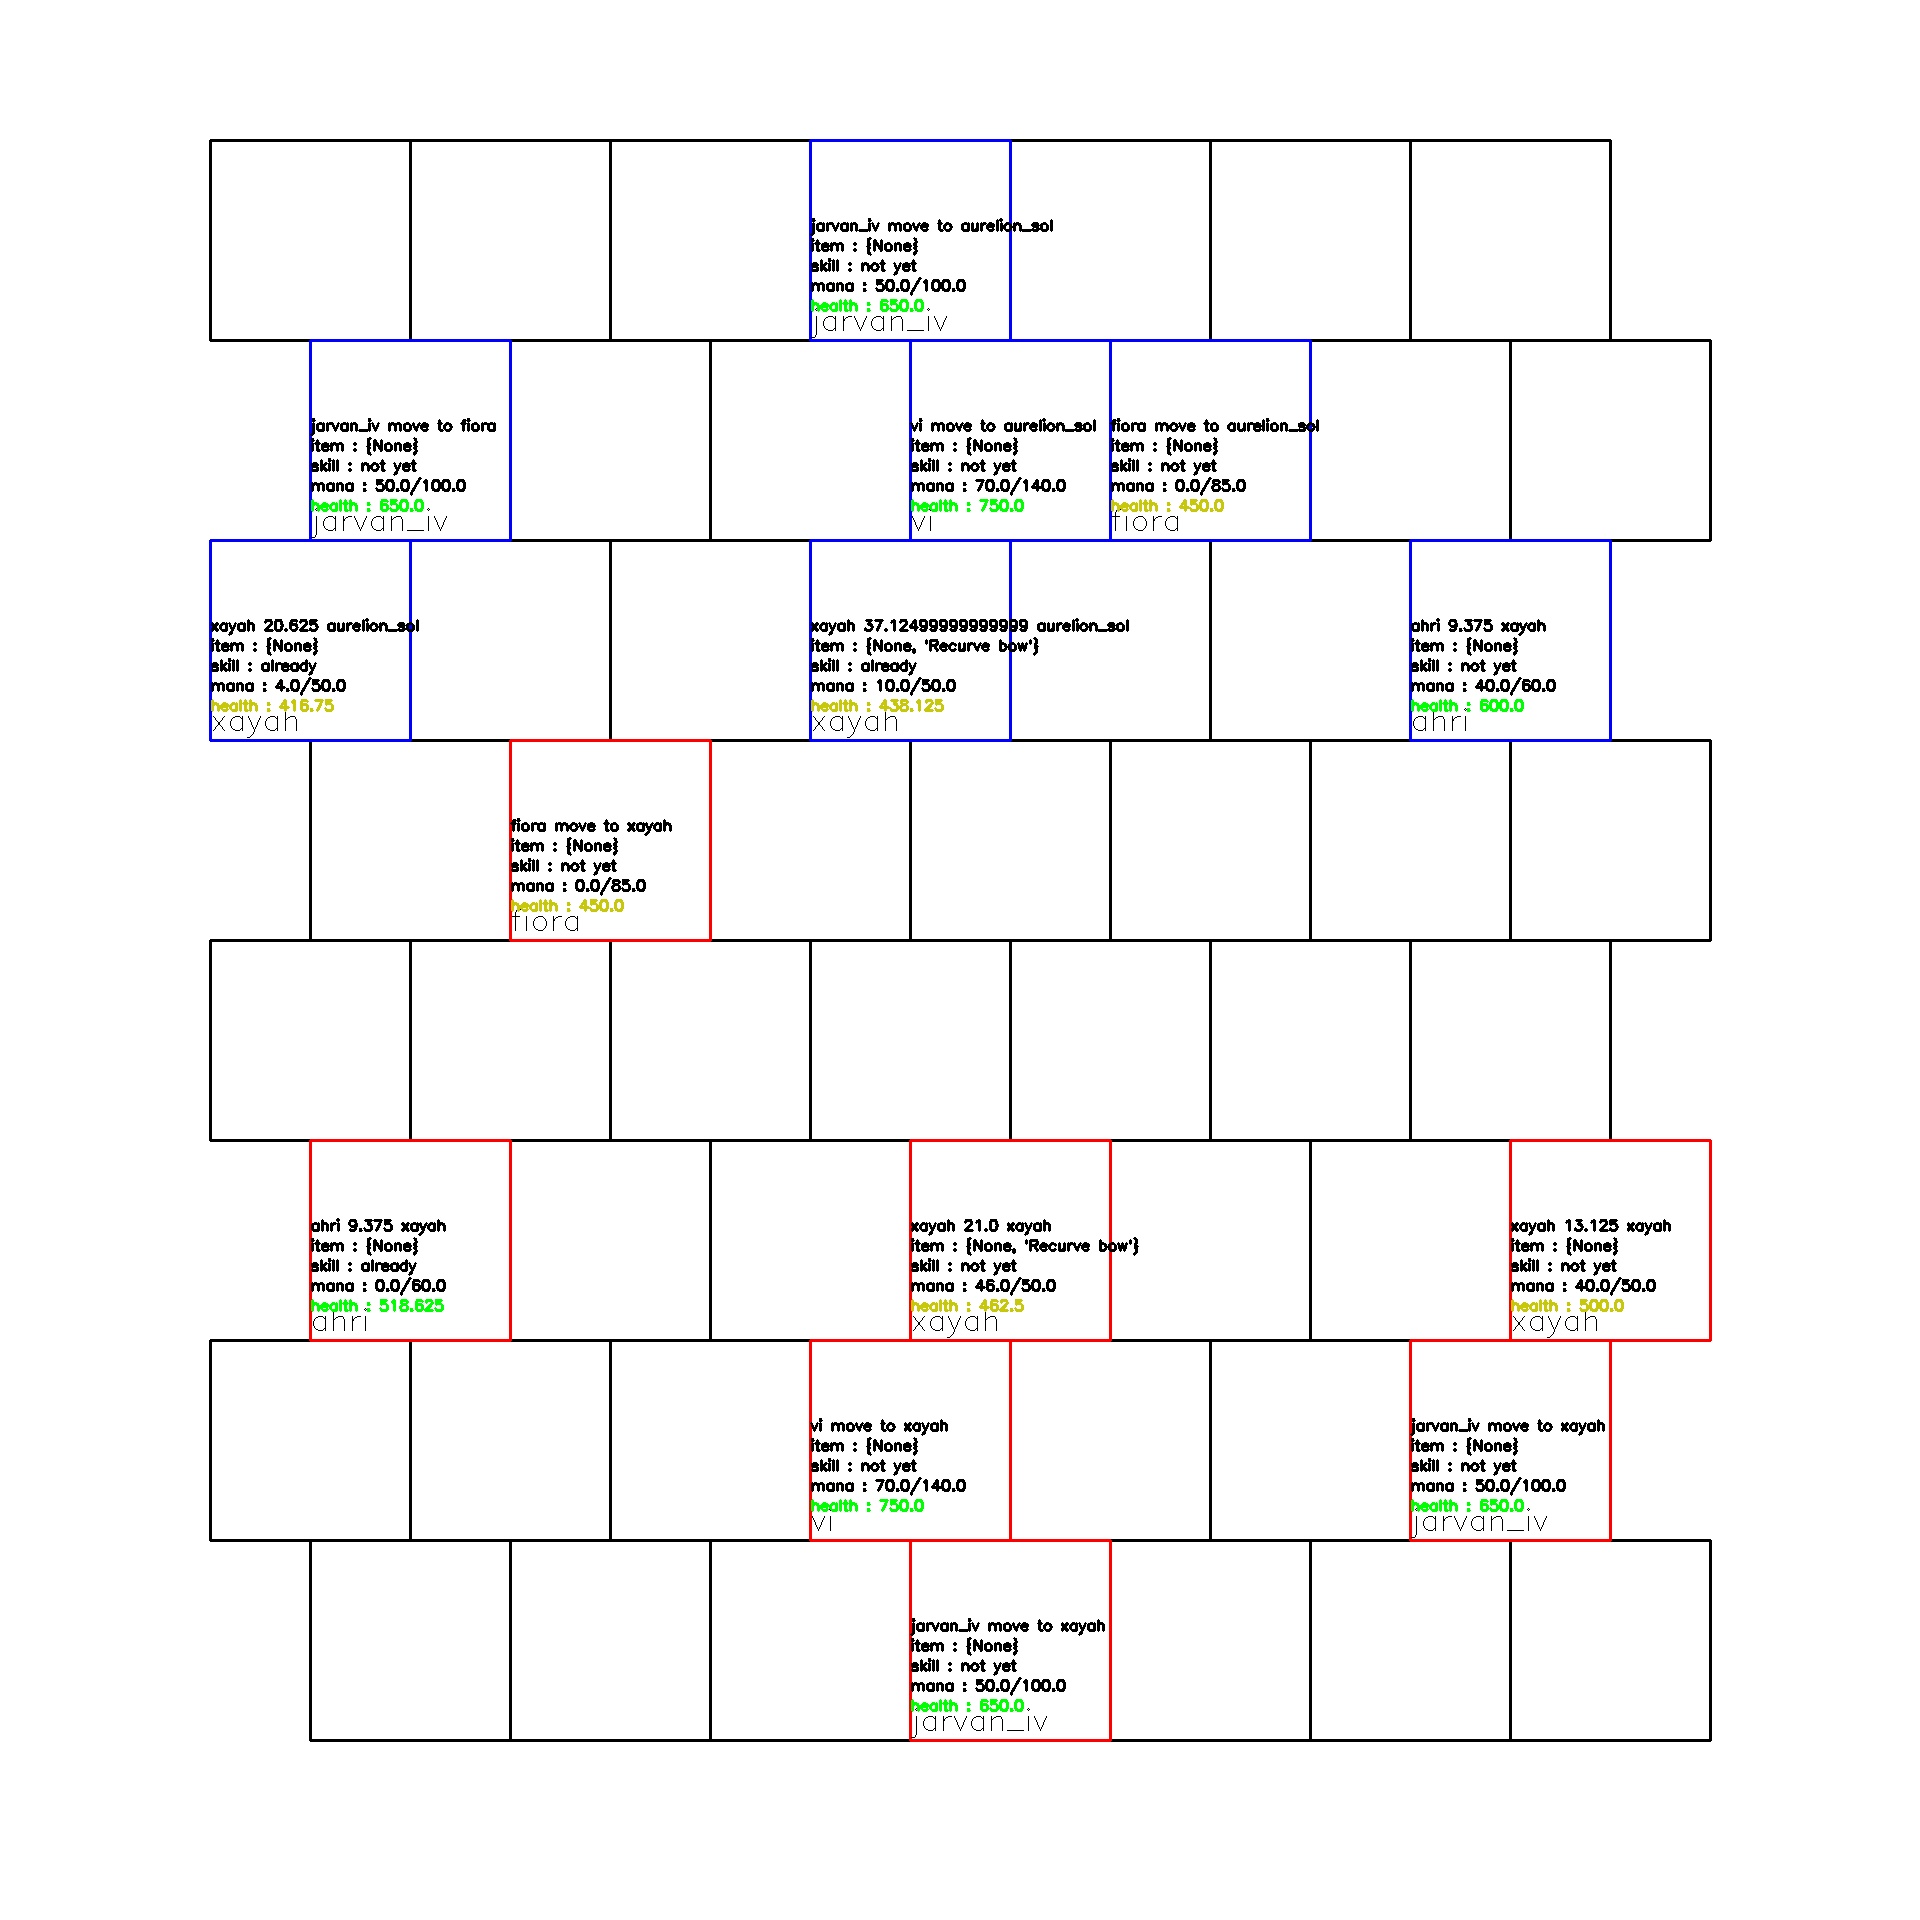 jarvan_iv move to aurelion_sol
item : {None}
skill : not yet
mana : 50.0/100.0
health : 650.0
jarvan_iv
jarvan_iv move to fiora
item : {None}
skill : not yet
mana : 50.0/100.0
health : 650.0
jarvan_iv
vi move to aurelion_sol
item : {None}
skill : not yet
mana : 70.0/140.0
health : 750.0
vi
fiora move to aurelion_sol
item : {None}
skill : not yet
mana : 0.0/85.0
health : 450.0
fiora
xayah 20.625 aurelion_sol
item : {None}
skill : already
mana : 4.0/50.0
health : 416.75
xayah
xayah 37.12499999999999 aurelion_sol
item : {None, 'Recurve bow'}
skill : already
mana : 10.0/50.0
health : 438.125
xayah
ahri 9.375 xayah
item : {None}
skill : not yet
mana : 40.0/60.0
health : 600.0
ahri
fiora move to xayah
item : {None}
skill : not yet
mana : 0.0/85.0
health : 450.0
fiora
ahri 9.375 xayah
item : {None}
skill : already
mana : 0.0/60.0
health : 518.625
ahri
xayah 21.0 xayah
item : {None, 'Recurve bow'}
skill : not yet
mana : 46.0/50.0
health : 462.5
xayah
xayah 13.125 xayah
item : {None}
skill : not yet
mana : 40.0/50.0
health : 500.0
xayah
vi move to xayah
item : {None}
skill : not yet
mana : 70.0/140.0
health : 750.0
vi
jarvan_iv move to xayah
item : {None}
skill : not yet
mana : 50.0/100.0
health : 650.0
jarvan_iv
jarvan_iv move to xayah
item : {None}
skill : not yet
mana : 50.0/100.0
health : 650.0
jarvan_iv